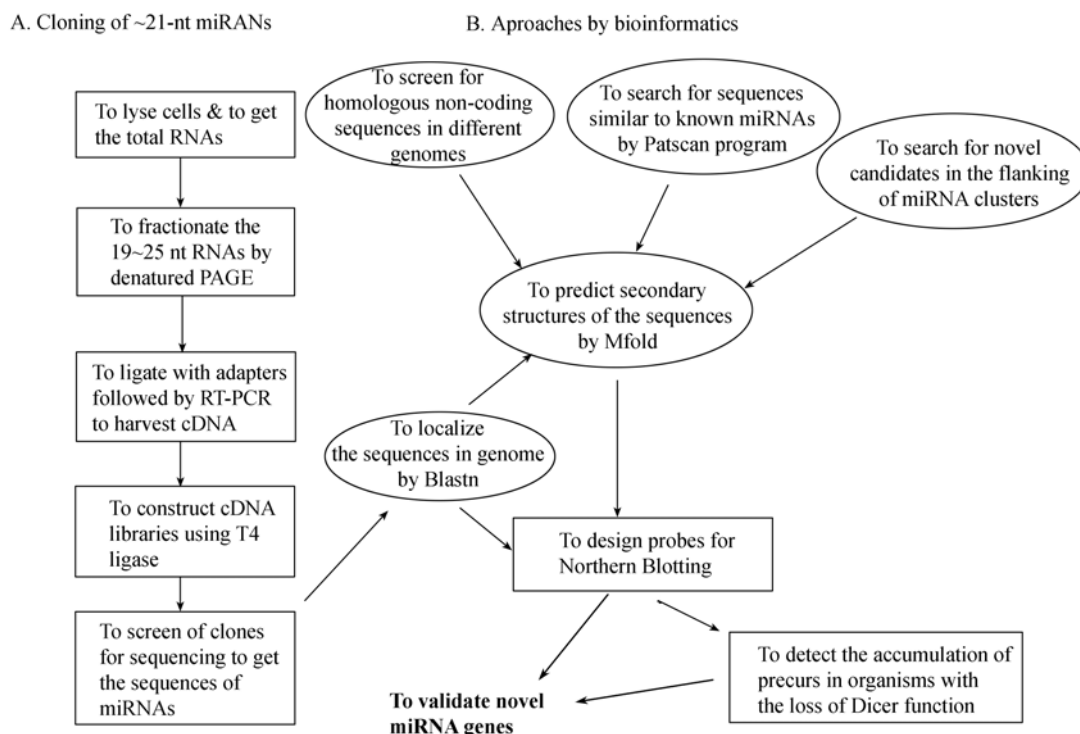 A. Cloning of ~21-nt miRANs
To lyse cells & to get
the total RNAs
To fractionate the
19~25 nt RNAs by
denatured PAGE
To ligate with adapters
followed by RT-PCR
to harvest cDNA
To construct cDNA
libraries using T4
ligase
To screen of clones
for sequencing to get
the sequences of
miRNAs
B. Aproaches by bioinformatics
To screen for
homologous non-coding
sequences in different
genomes
To search for sequences
similar to known miRNAs
by Patscan program
To search for novel
candidates in the flanking
of miRNA clusters
To predict secondary
structures of the sequences
by Mfold
To localize
the sequences in genome
by Blastn
To design probes for
Northern Blotting
To detect the accumulation of
precurs in organisms with
the loss of Dicer function
To validate novel
miRNA genes